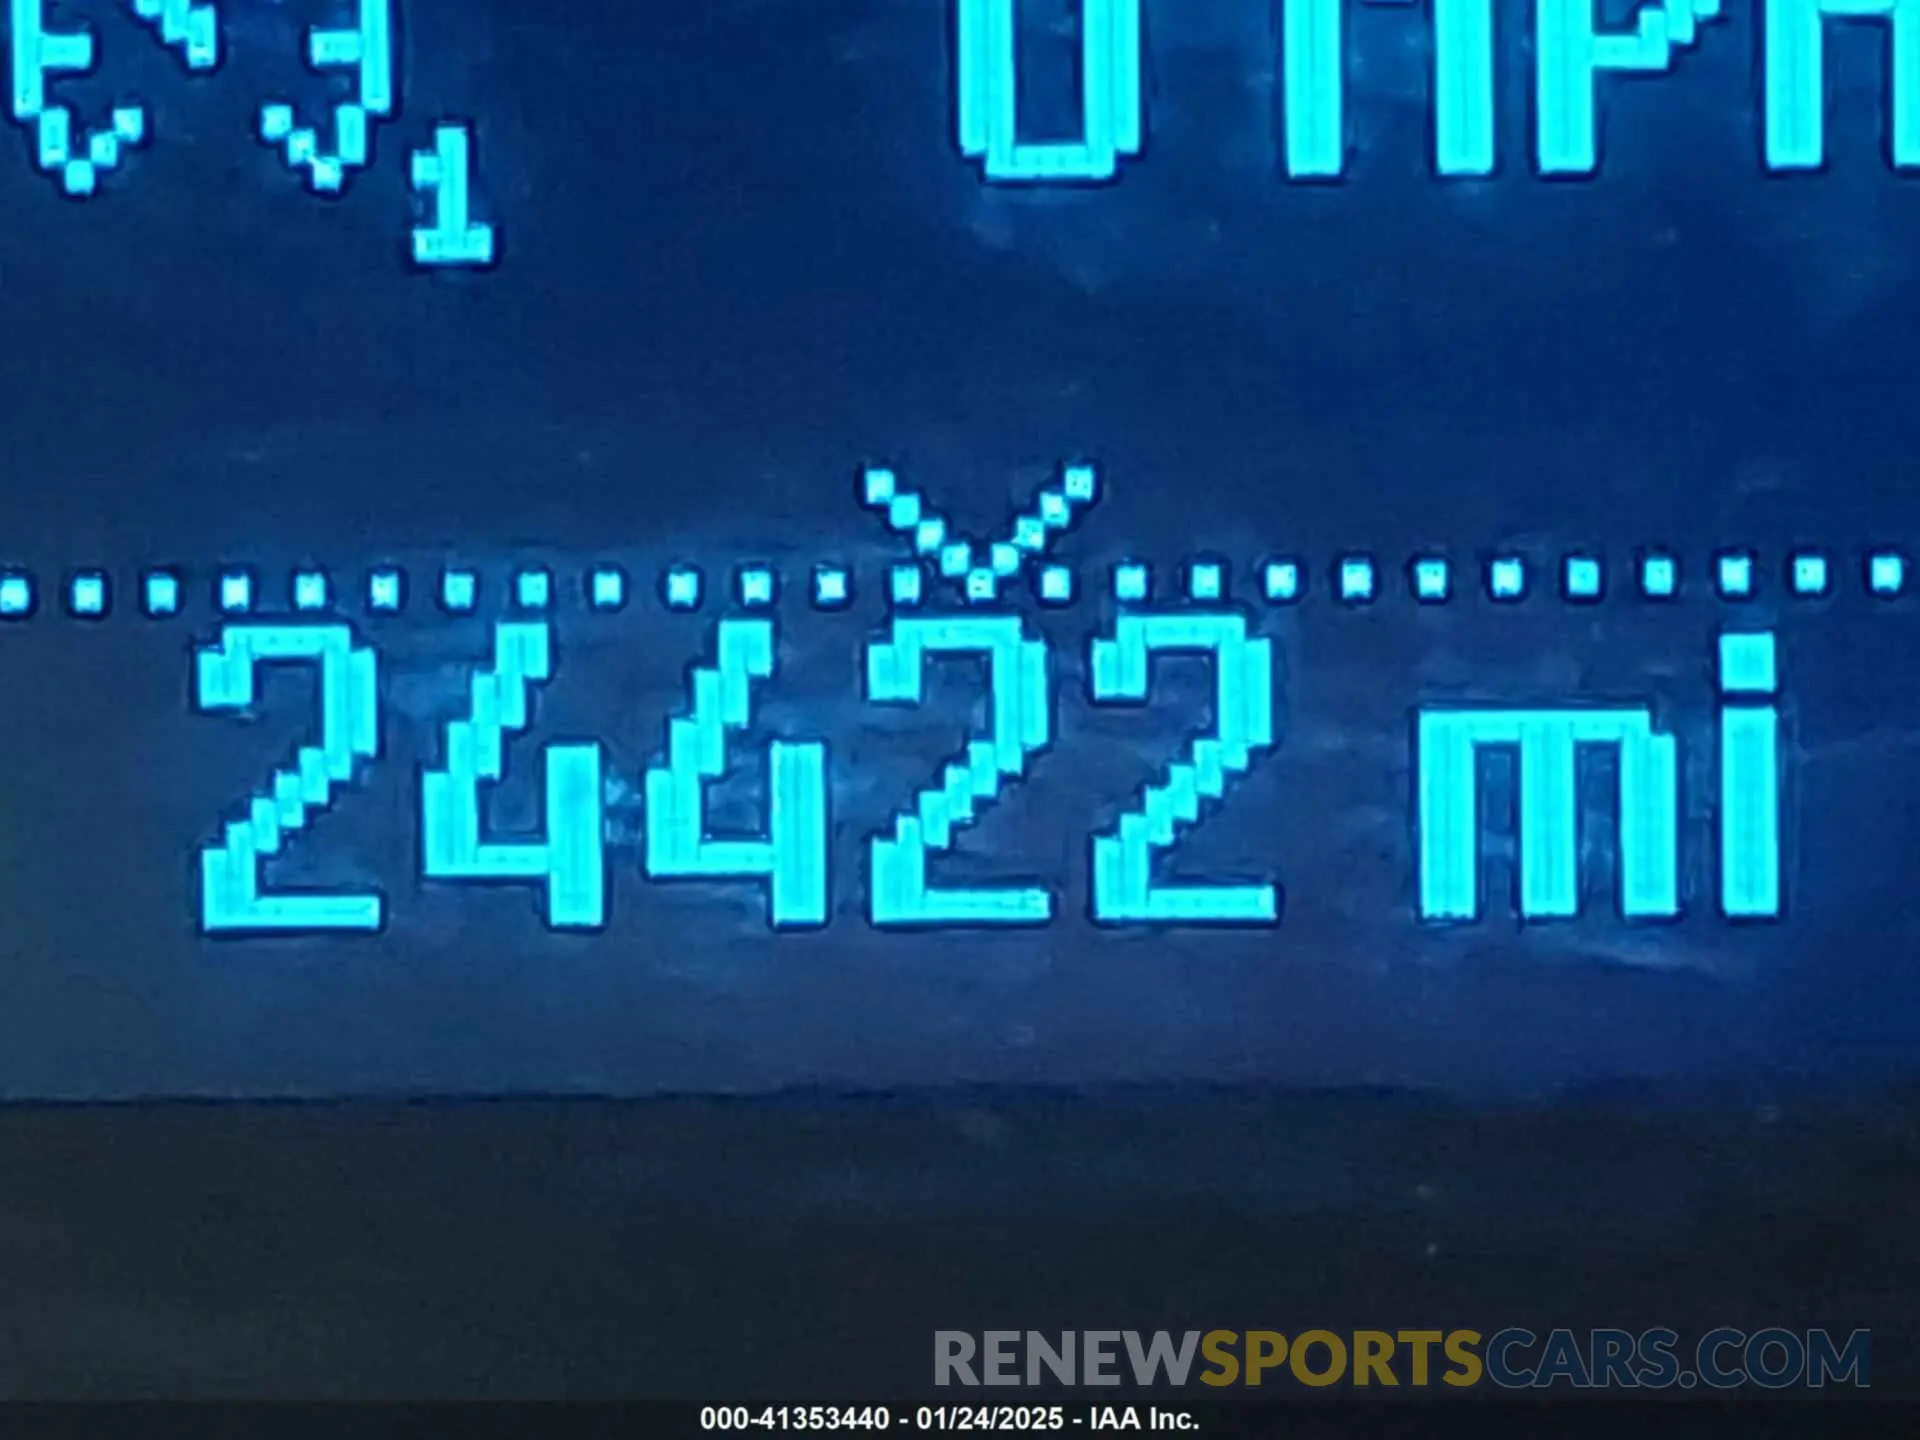 0 MPH
1
24422 mi
RENEWSPORTSCARS.COM
000-41353440 - 01/24/2025 - IAA Inc.